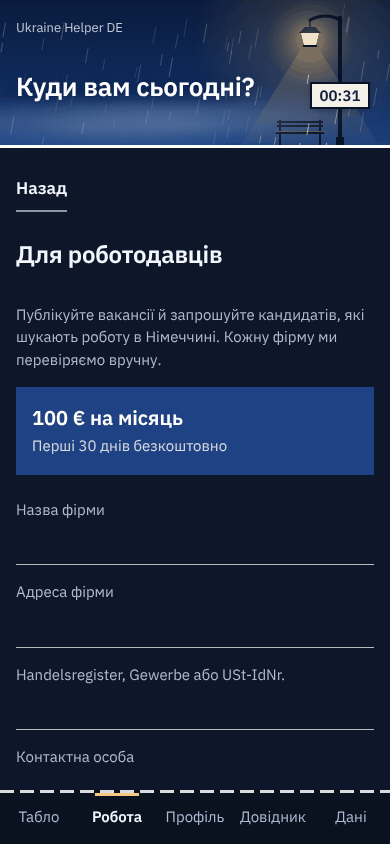 Ukraine Helper DE
Куди вам сьогодні?
00:31
Назад
Для роботодавців
Публікуйте вакансії й запрошуйте кандидатів, які
шукають роботу в Німеччині. Кожну фірму ми
перевіряємо вручну.
100 € на місяць
Перші 30 днів безкоштовно
Назва фірми
Адреса фірми
Handelsregister, Gewerbe або USt-IdNr.
Контактна особа
Табло Робота Профіль Довідник Дані